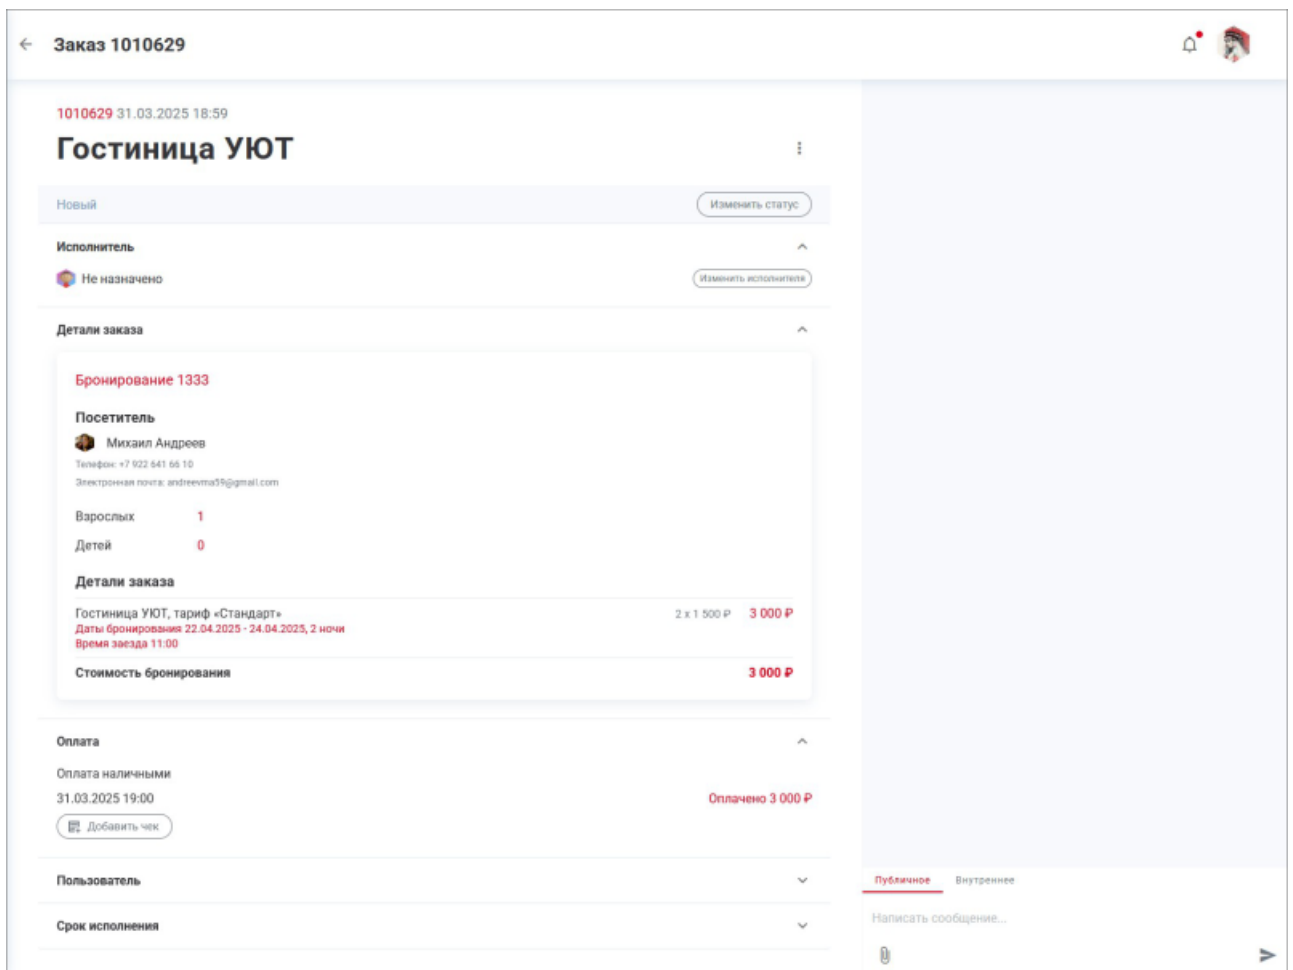 Заказ 1010629
1010629 31.03.2025 18:59
Гостиница УЮТ
Новый
Изменить статус
Исполнитель
Не назначено
Изменить исполнителя
Детали заказа
Бронирование 1333
Посетитель
Михаил Андреев
Телефон: +7 922 641 66 10
Электронная почта: andreevma59@gmail.com
Взрослых 1
Детей 0
Детали заказа
Гостиница УЮТ, тариф «Стандарт» 2 x 1 500 ₽ 3 000 ₽
Даты бронирования 22.04.2025 - 24.04.2025, 2 ночи
Время заезда 11:00
Стоимость бронирования 3 000 ₽
Оплата
Оплата наличными
31.03.2025 19:00 Оплачено 3 000 ₽
Добавить чек
Пользователь
Срок исполнения
Публичное Внутреннее
Написать сообщение...